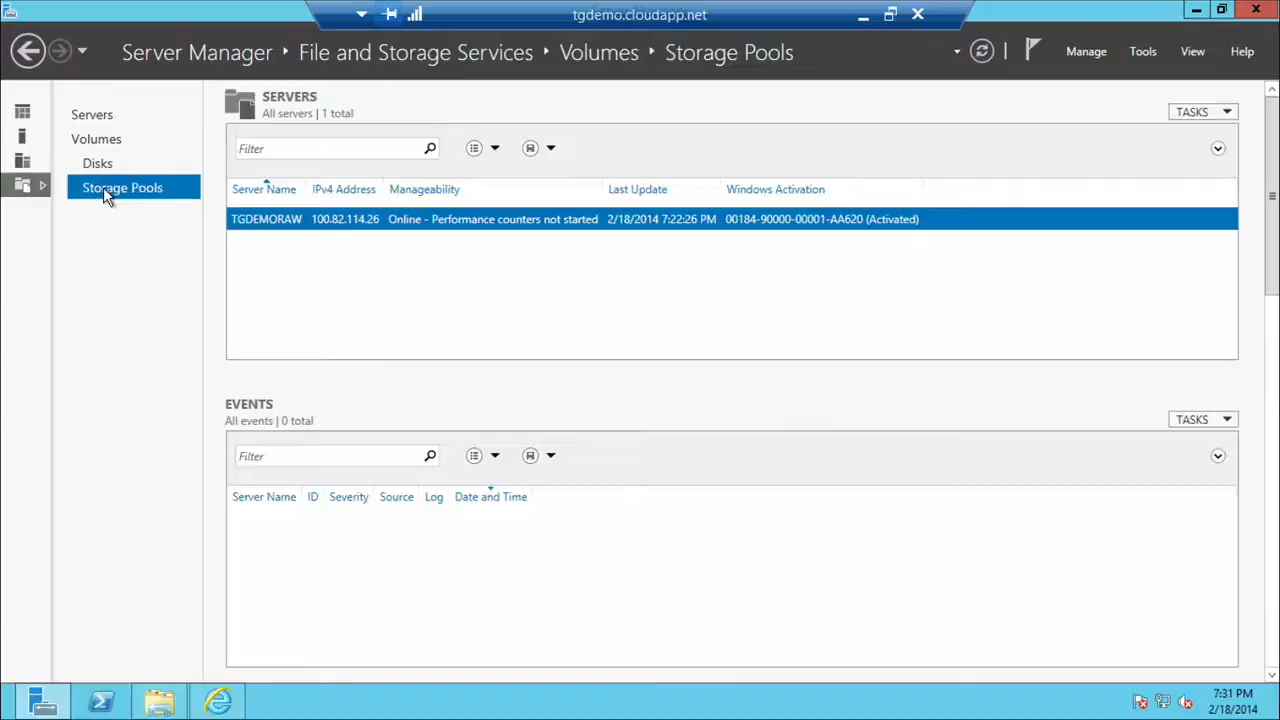 tgdemo.cloudapp.net
Server Manager ‣ File and Storage Services ‣ Volumes ‣ Storage Pools
Manage Tools View Help
Servers
Volumes
Disks
Storage Pools
SERVERS
All servers | 1 total
TASKS
Filter
Server Name IPv4 Address Manageability Last Update Windows Activation
TGDEMORAW 100.82.114.26 Online - Performance counters not started 2/18/2014 7:22:26 PM 00184-90000-00001-AA620 (Activated)
EVENTS
All events | 0 total
TASKS
Filter
Server Name ID Severity Source Log Date and Time
7:31 PM
2/18/2014